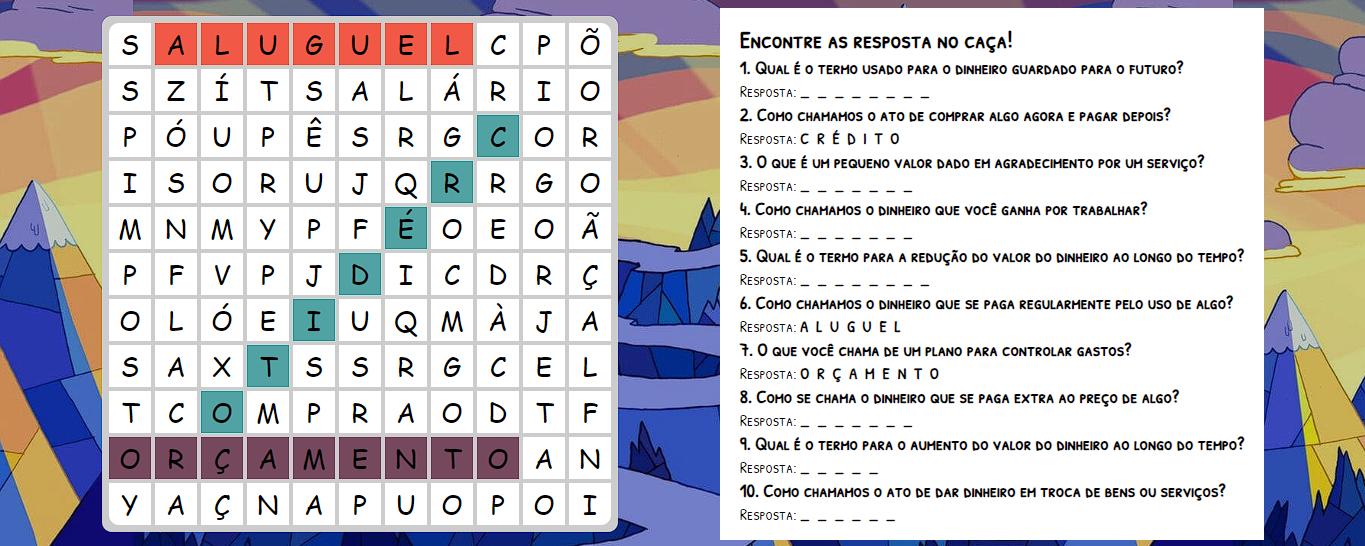 S A L U G U E L C P Õ
S Z Í T S A L Á R I O
P Ó U P Ê S R G C O R
I S O R U J Q R R G O
M N M Y P F É O E O Ã
P F V P J D I C D R Ç
O L Ó E I U Q M À J A
S A X T S S R G C E L
T C O M P R A O D T F
O R Ç A M E N T O A N
Y A Ç N A P U O P O I
ENCONTRE AS RESPOSTA NO CAÇA!
1. QUAL É O TERMO USADO PARA O DINHEIRO GUARDADO PARA O FUTURO?
RESPOSTA: _ _ _ _ _ _ _ _
2. COMO CHAMAMOS O ATO DE COMPRAR ALGO AGORA E PAGAR DEPOIS?
RESPOSTA: C R É D I T O
3. O QUE É UM PEQUENO VALOR DADO EM AGRADECIMENTO POR UM SERVIÇO?
RESPOSTA: _ _ _ _ _ _ _
4. COMO CHAMAMOS O DINHEIRO QUE VOCÊ GANHA POR TRABALHAR?
RESPOSTA: _ _ _ _ _ _ _
5. QUAL É O TERMO PARA A REDUÇÃO DO VALOR DO DINHEIRO AO LONGO DO TEMPO?
RESPOSTA: _ _ _ _ _ _ _ _
6. COMO CHAMAMOS O DINHEIRO QUE SE PAGA REGULARMENTE PELO USO DE ALGO?
RESPOSTA: A L U G U E L
7. O QUE VOCÊ CHAMA DE UM PLANO PARA CONTROLAR GASTOS?
RESPOSTA: O R Ç A M E N T O
8. COMO SE CHAMA O DINHEIRO QUE SE PAGA EXTRA AO PREÇO DE ALGO?
RESPOSTA: _ _ _ _ _ _ _
9. QUAL É O TERMO PARA O AUMENTO DO VALOR DO DINHEIRO AO LONGO DO TEMPO?
RESPOSTA: _ _ _ _ _
10. COMO CHAMAMOS O ATO DE DAR DINHEIRO EM TROCA DE BENS OU SERVIÇOS?
RESPOSTA: _ _ _ _ _ _